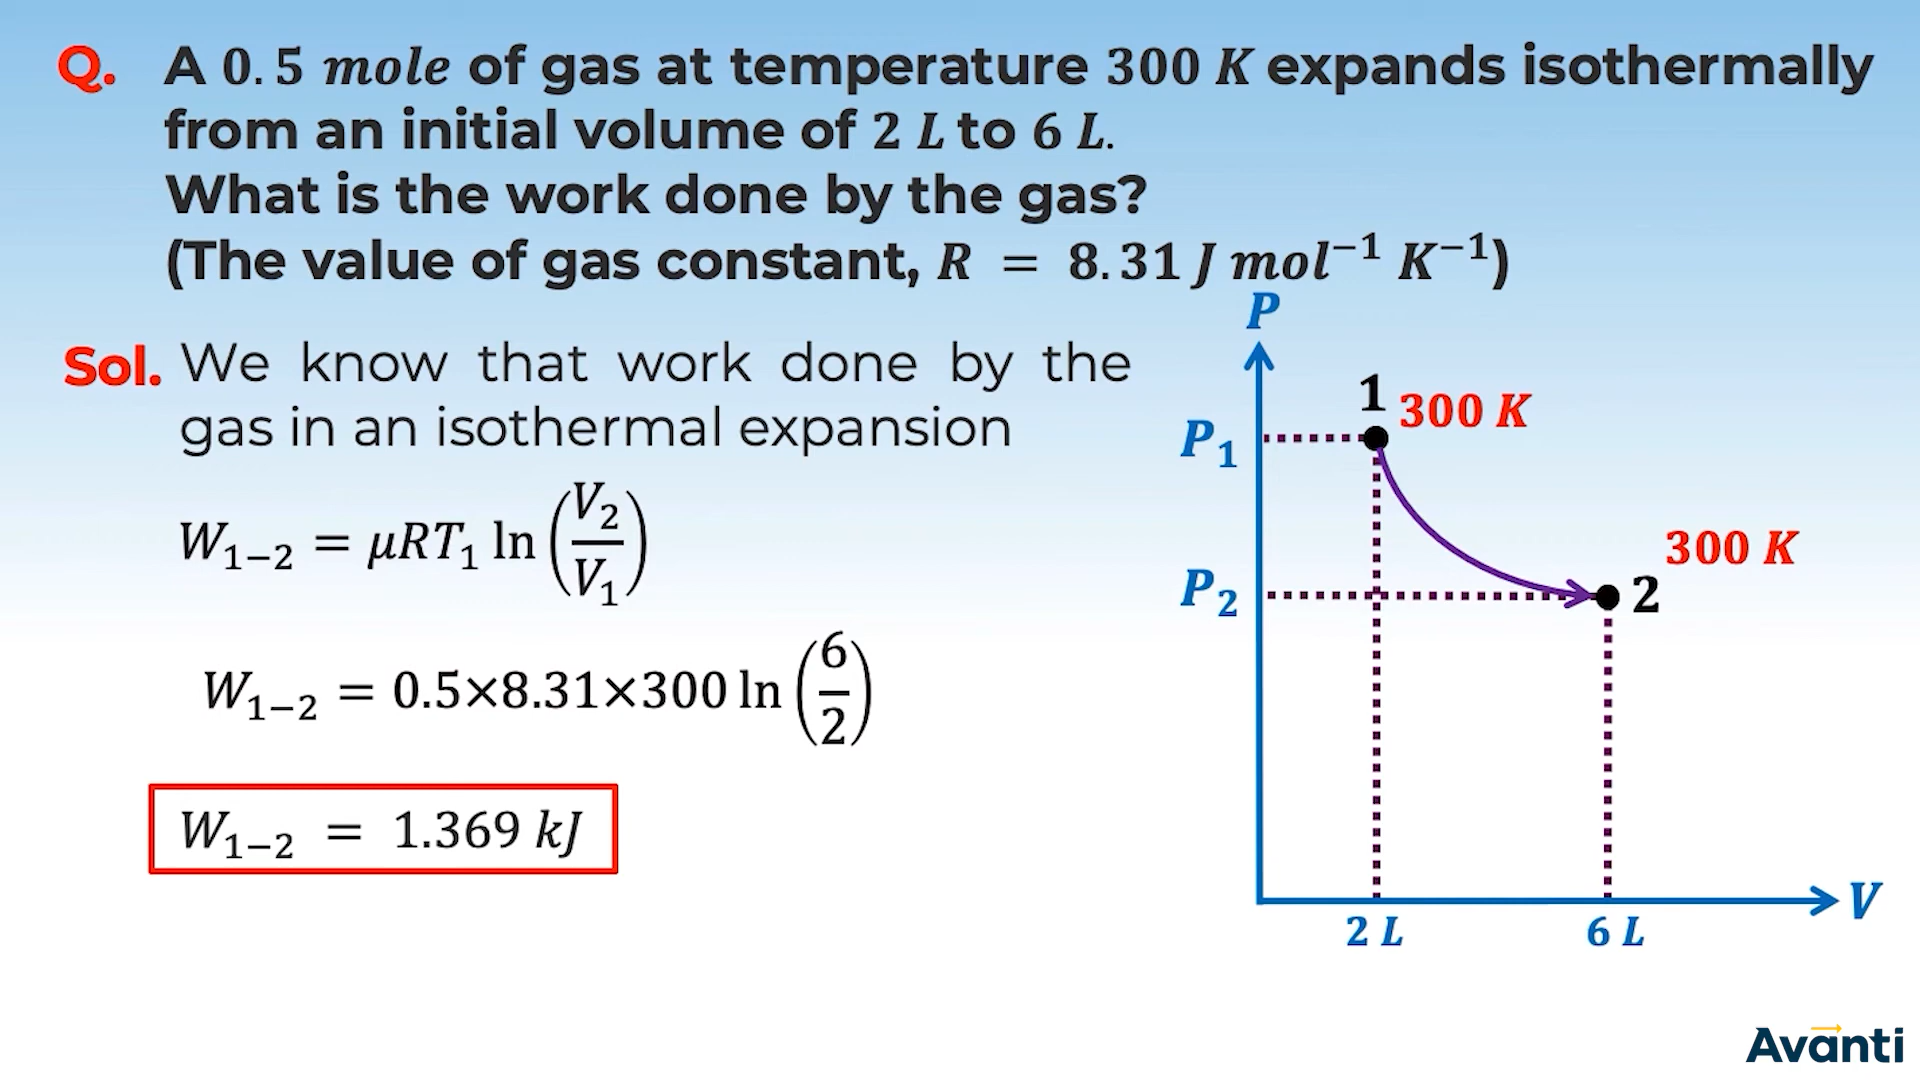 Q. A 0.5 mole of gas at temperature 300 K expands isothermally
from an initial volume of 2 L to 6 L.
What is the work done by the gas?
(The value of gas constant, R = 8.31 J mol⁻¹ K⁻¹)
Sol. We know that work done by the
gas in an isothermal expansion
W₁₋₂ = μRT₁ ln(V₂/V₁)
W₁₋₂ = 0.5×8.31×300 ln(6/2)
W₁₋₂ = 1.369 kJ
P
1 300 K
P₁
300 K
P₂ 2
V
2 L 6 L
Avanti